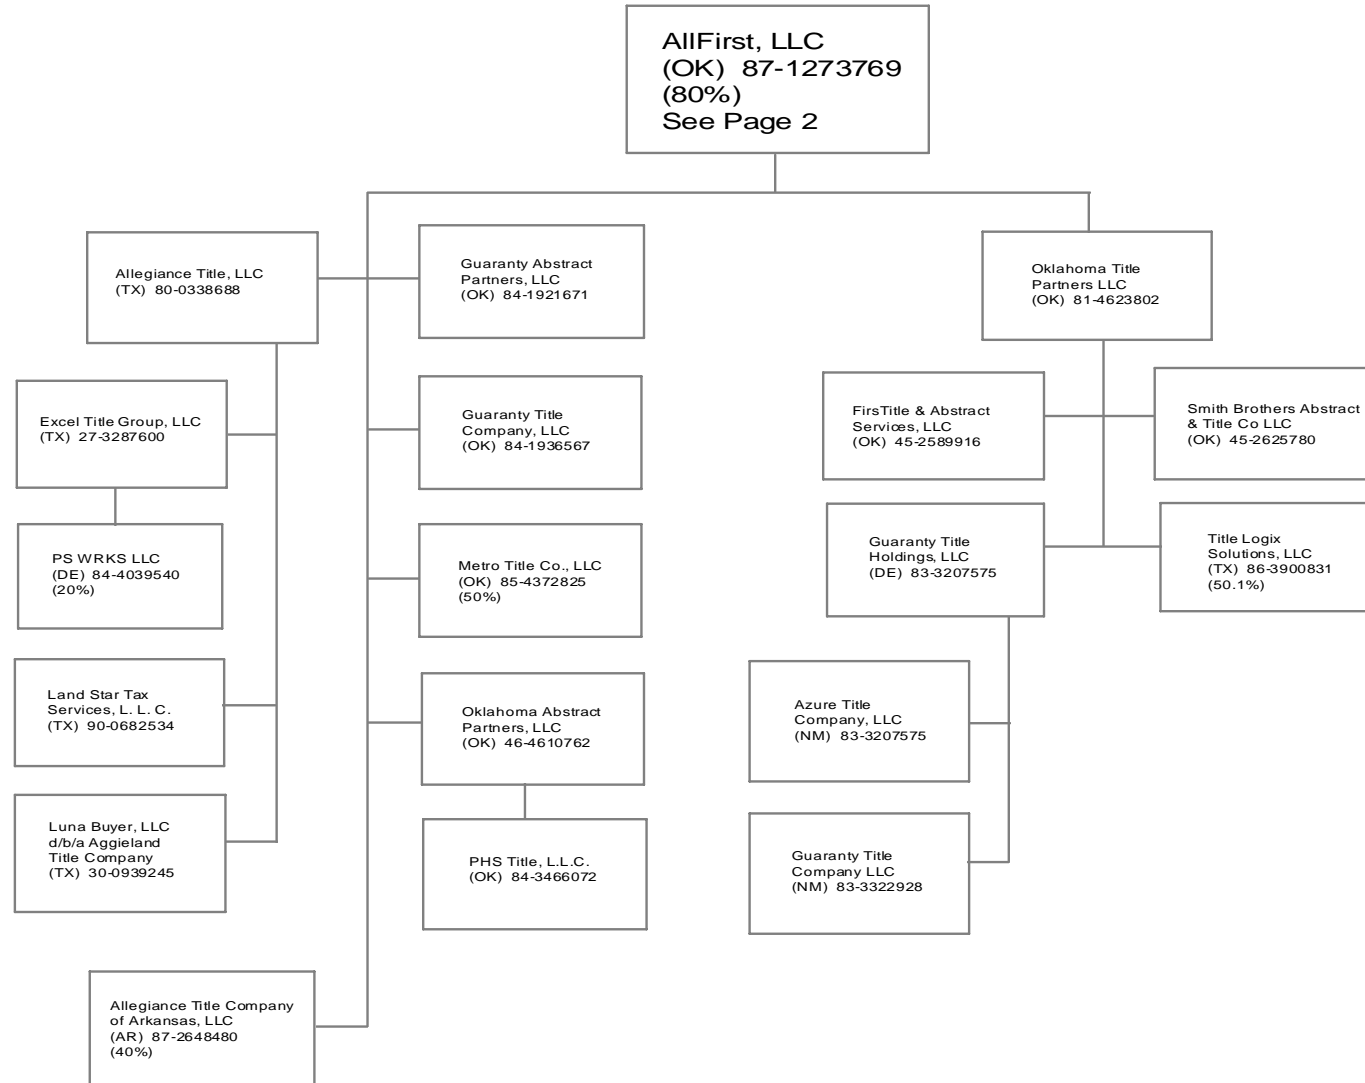 AllFirst, LLC
(OK) 87-1273769
(80%)
See Page 2
Allegiance Title, LLC
(TX) 80-0338688
Guaranty Abstract
Partners, LLC
(OK) 84-1921671
Oklahoma Title
Partners LLC
(OK) 81-4623802
Excel Title Group, LLC
(TX) 27-3287600
Guaranty Title
Company, LLC
(OK) 84-1936567
FirsTitle & Abstract
Services, LLC
(OK) 45-2589916
Smith Brothers Abstract
& Title Co LLC
(OK) 45-2625780
PS WRKS LLC
(DE) 84-4039540
(20%)
Metro Title Co., LLC
(OK) 85-4372825
(50%)
Guaranty Title
Holdings, LLC
(DE) 83-3207575
Title Logix
Solutions, LLC
(TX) 86-3900831
(50.1%)
Land Star Tax
Services, L. L. C.
(TX) 90-0682534
Oklahoma Abstract
Partners, LLC
(OK) 46-4610762
Azure Title
Company, LLC
(NM) 83-3207575
Luna Buyer, LLC
d/b/a Aggieland
Title Company
(TX) 30-0939245
PHS Title, L.L.C.
(OK) 84-3466072
Guaranty Title
Company LLC
(NM) 83-3322928
Allegiance Title Company
of Arkansas, LLC
(AR) 87-2648480
(40%)